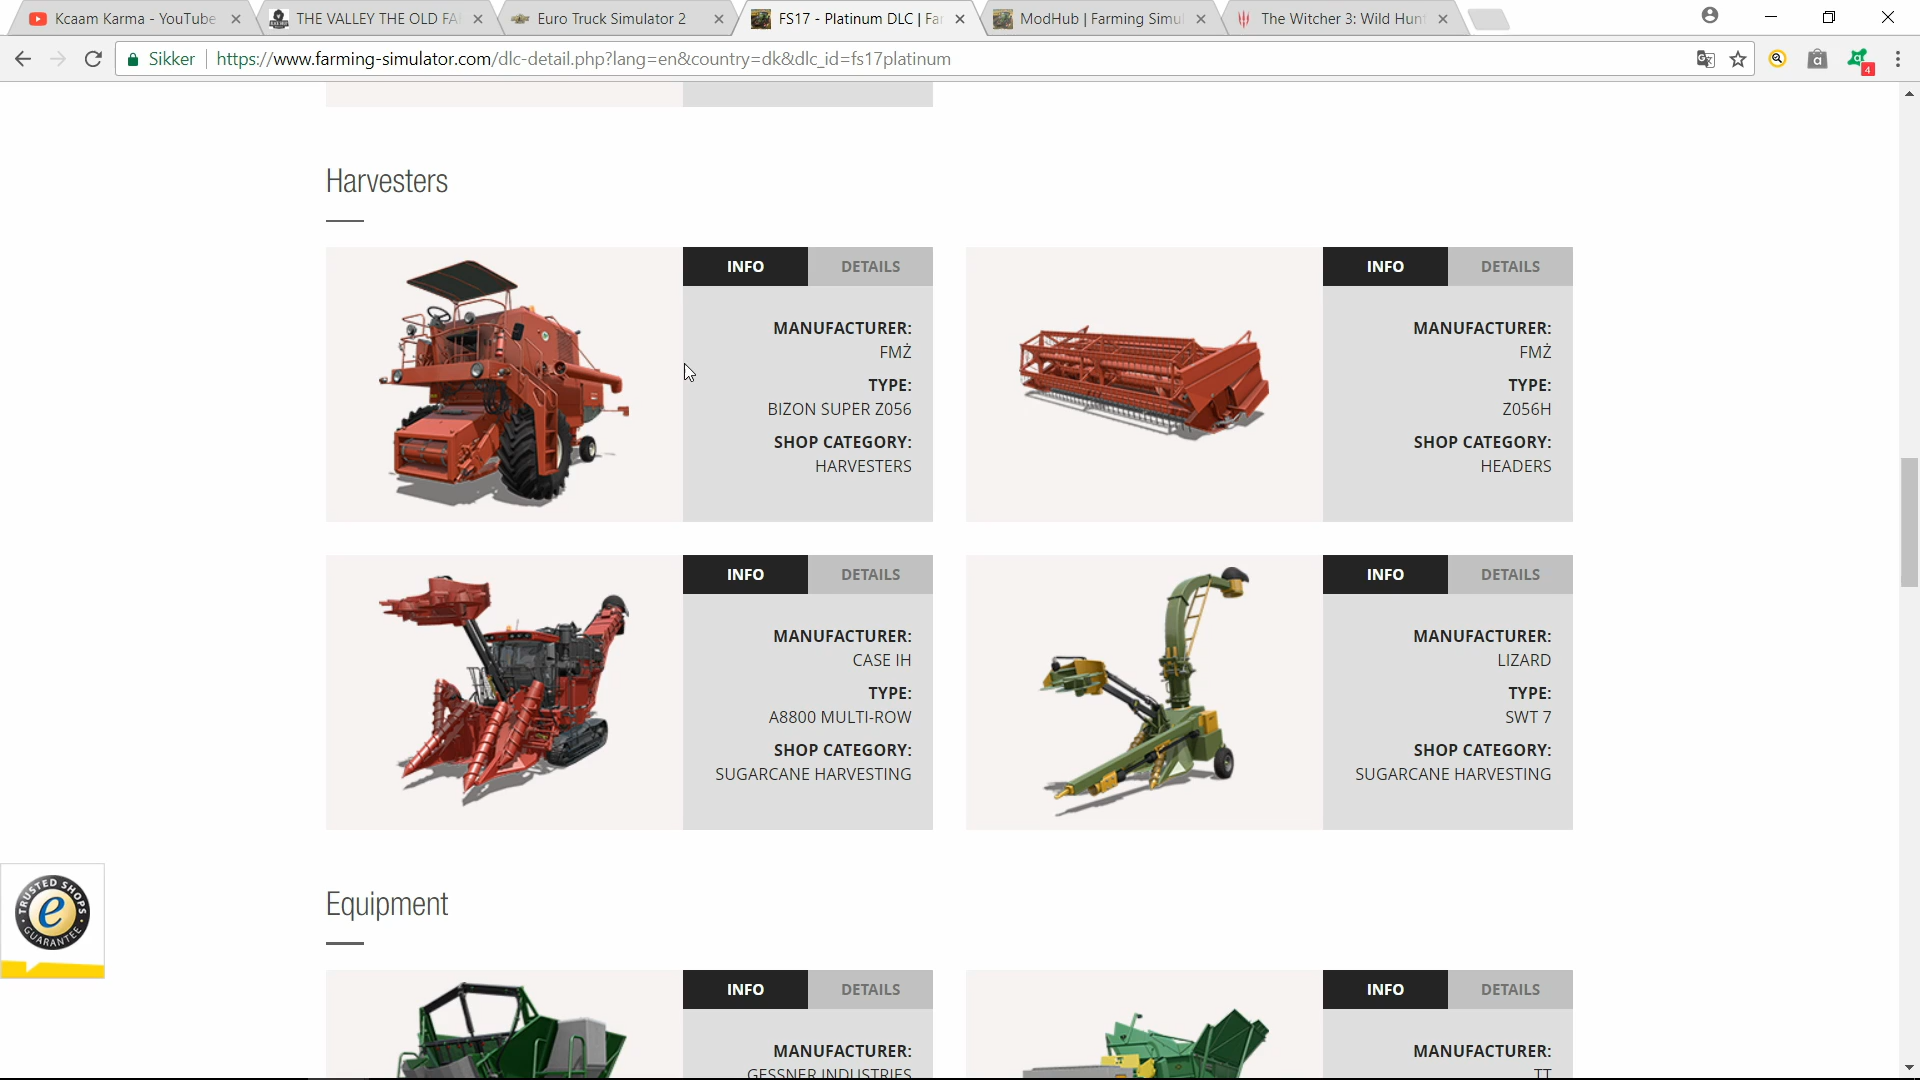 Kcaam Karma - YouTube
THE VALLEY THE OLD FA
Euro Truck Simulator 2
FS17 - Platinum DLC | Far
ModHub | Farming Simul
The Witcher 3: Wild Hunt
Sikker
https://www.farming-simulator.com/dlc-detail.php?lang=en&country=dk&dlc_id=fs17platinum
4
Harvesters
INFO DETAILS
MANUFACTURER:
FMŻ
TYPE:
BIZON SUPER Z056
SHOP CATEGORY:
HARVESTERS
INFO DETAILS
MANUFACTURER:
FMŻ
TYPE:
Z056H
SHOP CATEGORY:
HEADERS
INFO DETAILS
MANUFACTURER:
CASE IH
TYPE:
A8800 MULTI-ROW
SHOP CATEGORY:
SUGARCANE HARVESTING
INFO DETAILS
MANUFACTURER:
LIZARD
TYPE:
SWT 7
SHOP CATEGORY:
SUGARCANE HARVESTING
TRUSTED SHOPS
e
GUARANTEE
Equipment
INFO DETAILS
MANUFACTURER:
GESSNER INDUSTRIES
INFO DETAILS
MANUFACTURER:
TT